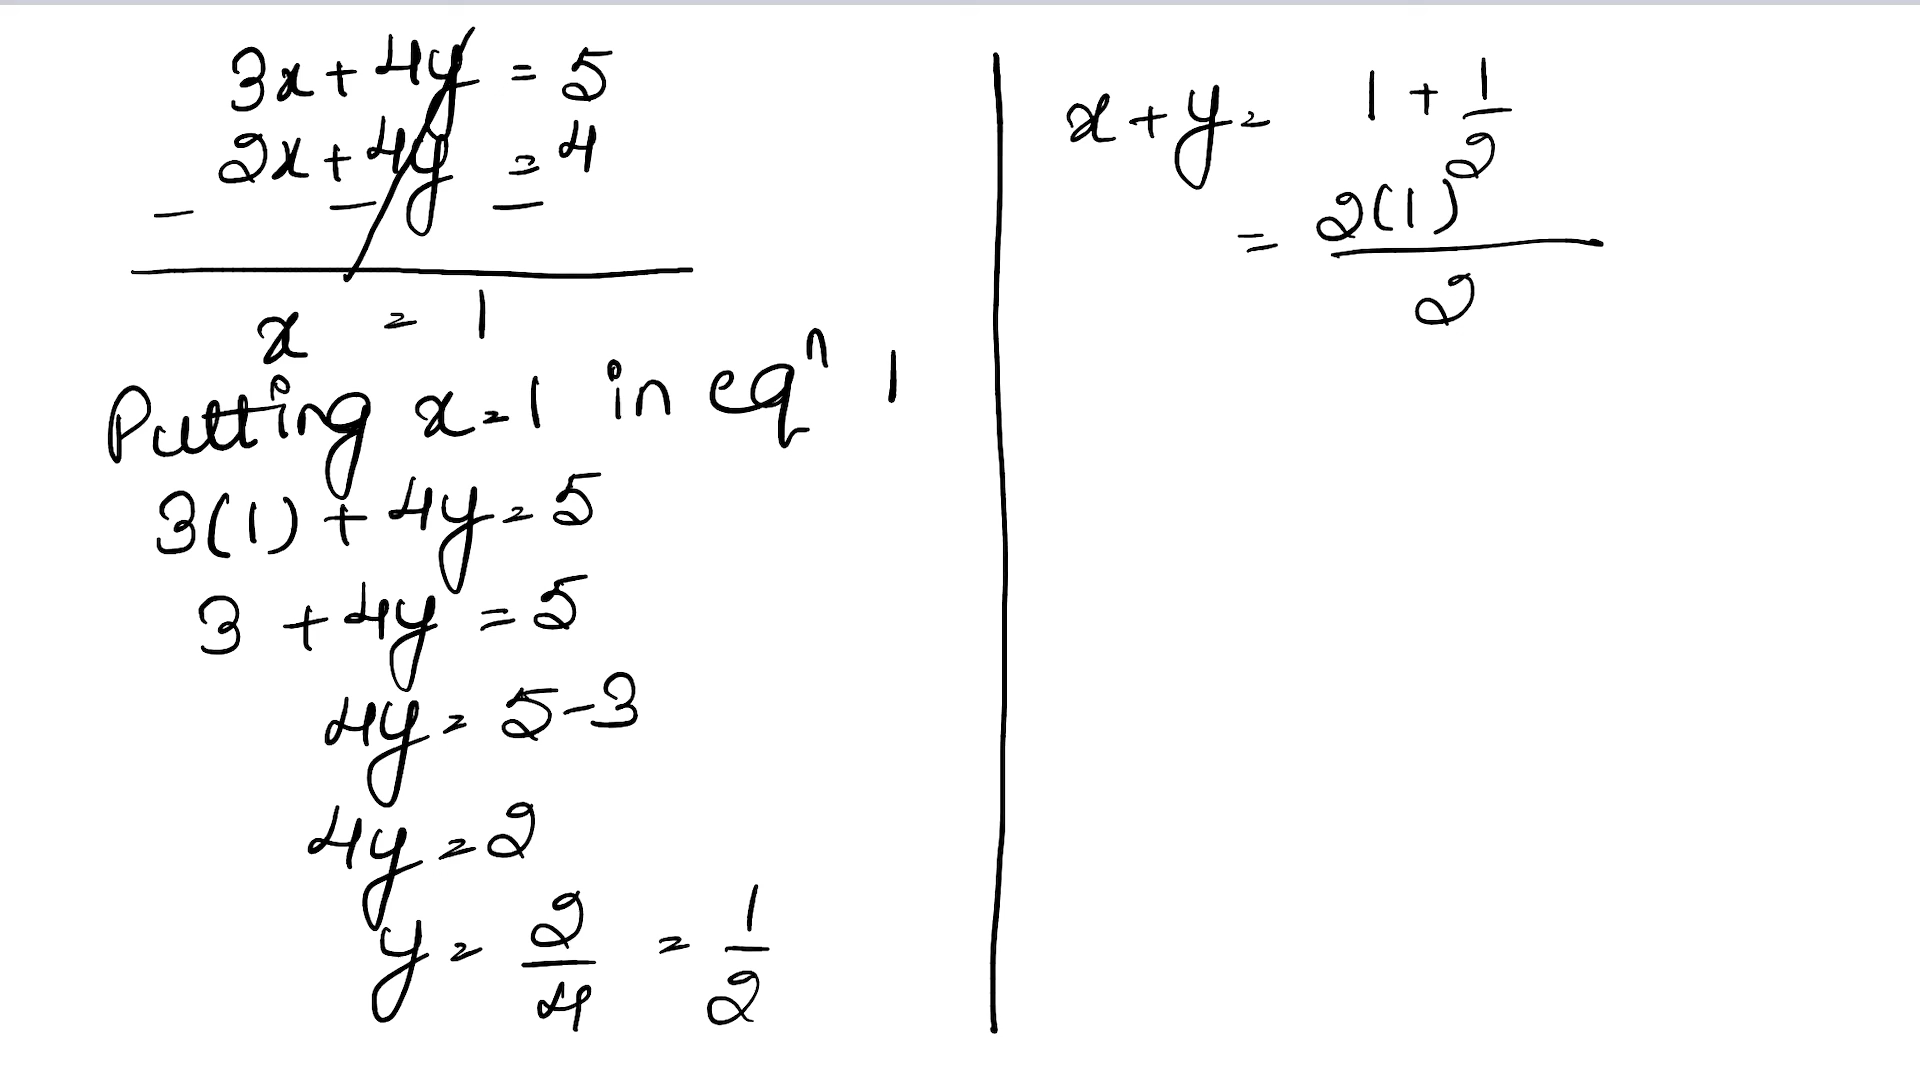 3x + 4y = 5
2x + 4y = 4
- - -
x = 1
Putting x = 1 in eqⁿ 1
3(1) + 4y = 5
3 + 4y = 5
4y = 5 - 3
4y = 2
y = 2/4 = 1/2
x + y = 1 + 1/2
= 2(1)/2